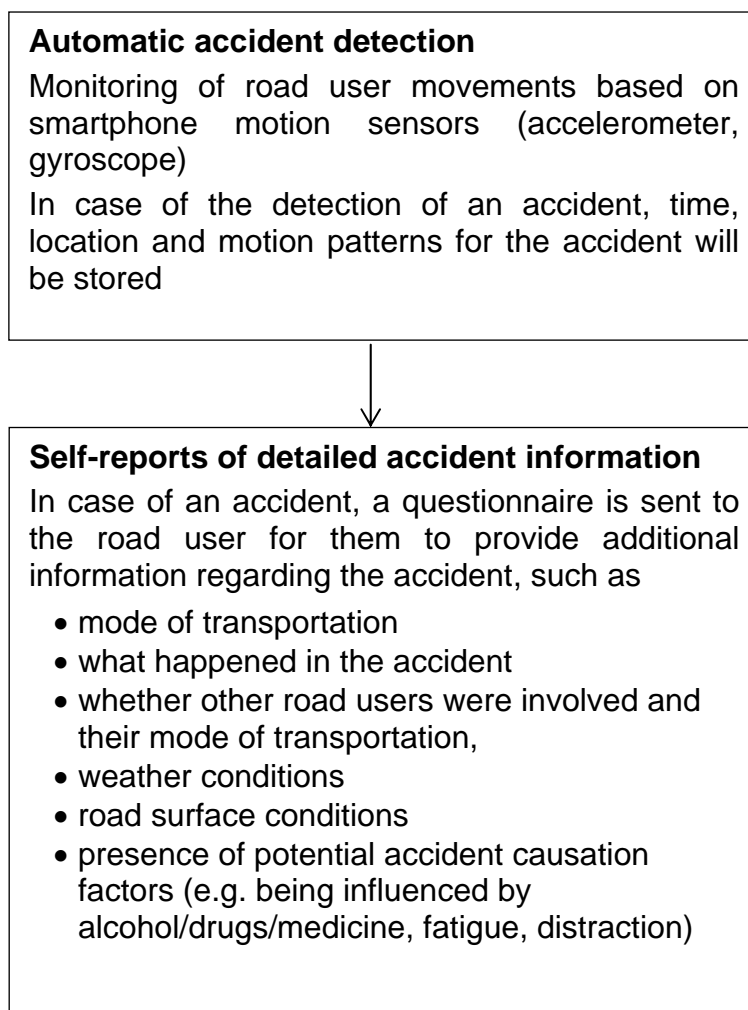 Automatic accident detection
Monitoring of road user movements based on
smartphone motion sensors (accelerometer,
gyroscope)
In case of the detection of an accident, time,
location and motion patterns for the accident will
be stored
Self-reports of detailed accident information
In case of an accident, a questionnaire is sent to
the road user for them to provide additional
information regarding the accident, such as
• mode of transportation
• what happened in the accident
• whether other road users were involved and
their mode of transportation,
• weather conditions
• road surface conditions
• presence of potential accident causation
factors (e.g. being influenced by
alcohol/drugs/medicine, fatigue, distraction)